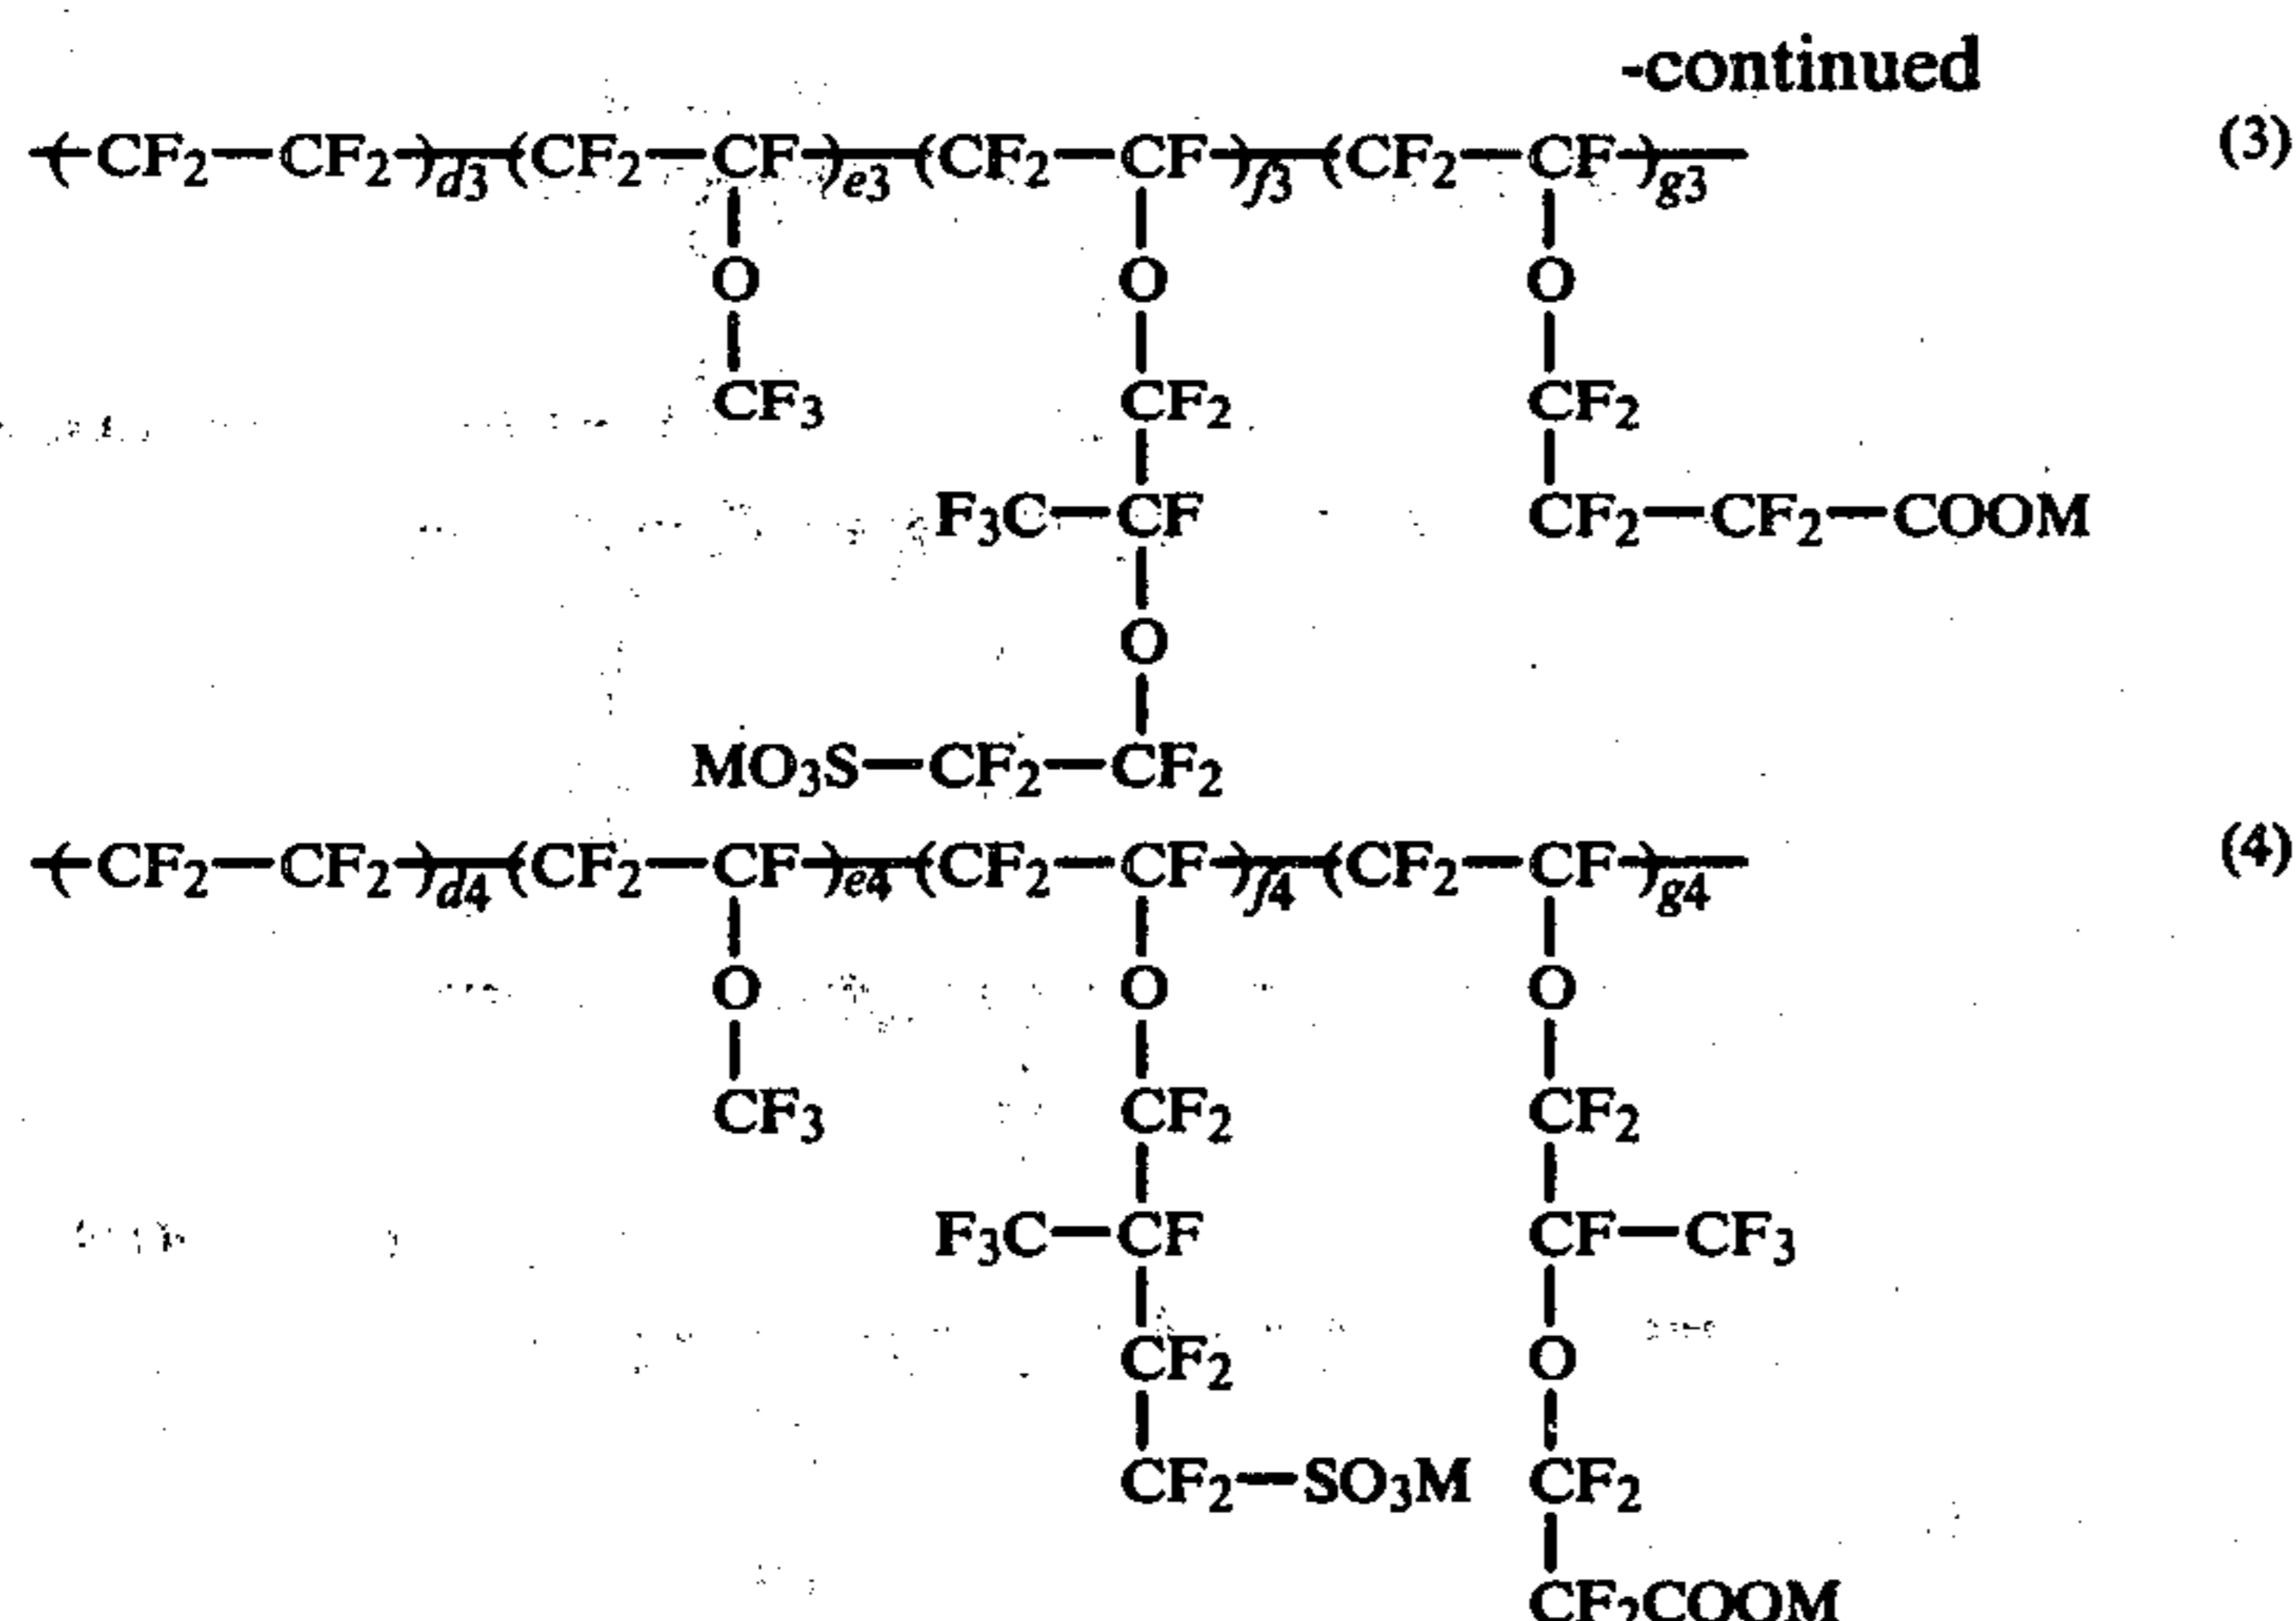 -continued
(CF₂—CF₂)d3(CF₂—CF)e3(CF₂—CF)f3(CF₂—CF)g3 (3)
O O O
CF₃ CF₂ CF₂
F₃C—CF CF₂—CF₂—COOM
O
MO₃S—CF₂—CF₂
(CF₂—CF₂)d4(CF₂—CF)e4(CF₂—CF)f4(CF₂—CF)g4 (4)
O O O
CF₃ CF₂ CF₂
F₃C—CF CF—CF₃
CF₂ O
CF₂—SO₃M CF₂
CF₂COOM